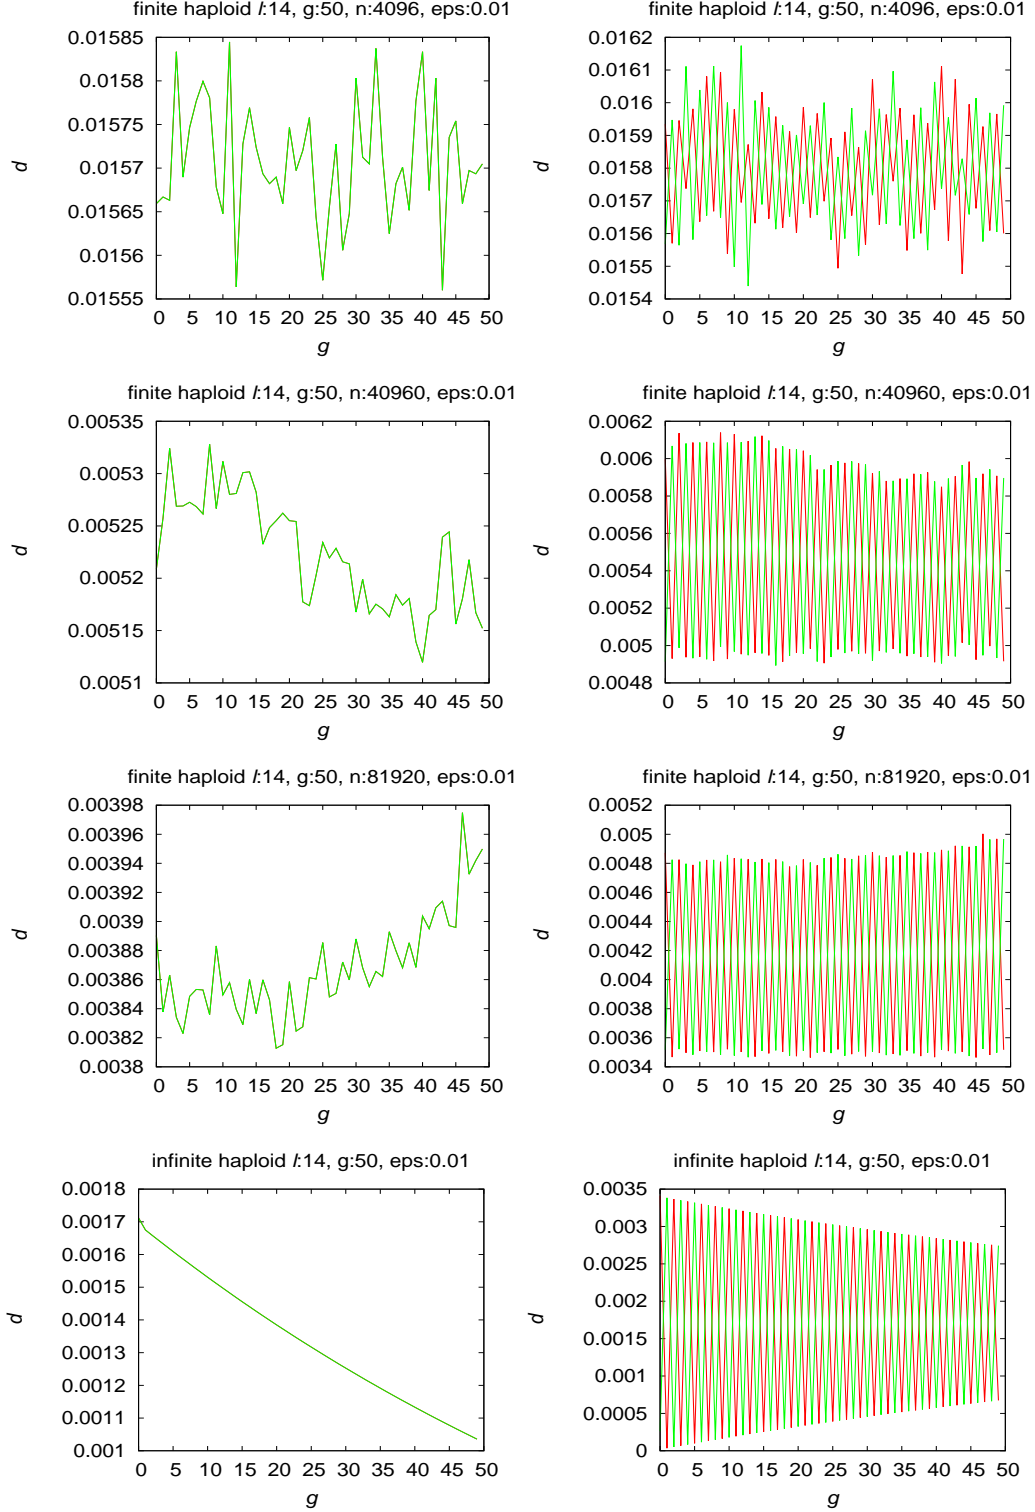 finite haploid l:14, g:50, n:4096, eps:0.01
0.01585
0.0158
0.01575
0.0157
0.01565
0.0156
0.01555
d
0 5 10 15 20 25 30 35 40 45 50
g
finite haploid l:14, g:50, n:4096, eps:0.01
0.0162
0.0161
0.016
0.0159
0.0158
0.0157
0.0156
0.0155
0.0154
d
0 5 10 15 20 25 30 35 40 45 50
g
finite haploid l:14, g:50, n:40960, eps:0.01
0.00535
0.0053
0.00525
0.0052
0.00515
0.0051
d
0 5 10 15 20 25 30 35 40 45 50
g
finite haploid l:14, g:50, n:40960, eps:0.01
0.0062
0.006
0.0058
0.0056
0.0054
0.0052
0.005
0.0048
d
0 5 10 15 20 25 30 35 40 45 50
g
finite haploid l:14, g:50, n:81920, eps:0.01
0.00398
0.00396
0.00394
0.00392
0.0039
0.00388
0.00386
0.00384
0.00382
0.0038
d
0 5 10 15 20 25 30 35 40 45 50
g
finite haploid l:14, g:50, n:81920, eps:0.01
0.0052
0.005
0.0048
0.0046
0.0044
0.0042
0.004
0.0038
0.0036
0.0034
d
0 5 10 15 20 25 30 35 40 45 50
g
infinite haploid l:14, g:50, eps:0.01
0.0018
0.0017
0.0016
0.0015
0.0014
0.0013
0.0012
0.0011
0.001
d
0 5 10 15 20 25 30 35 40 45 50
g
infinite haploid l:14, g:50, eps:0.01
0.0035
0.003
0.0025
0.002
0.0015
0.001
0.0005
0
d
0 5 10 15 20 25 30 35 40 45 50
g